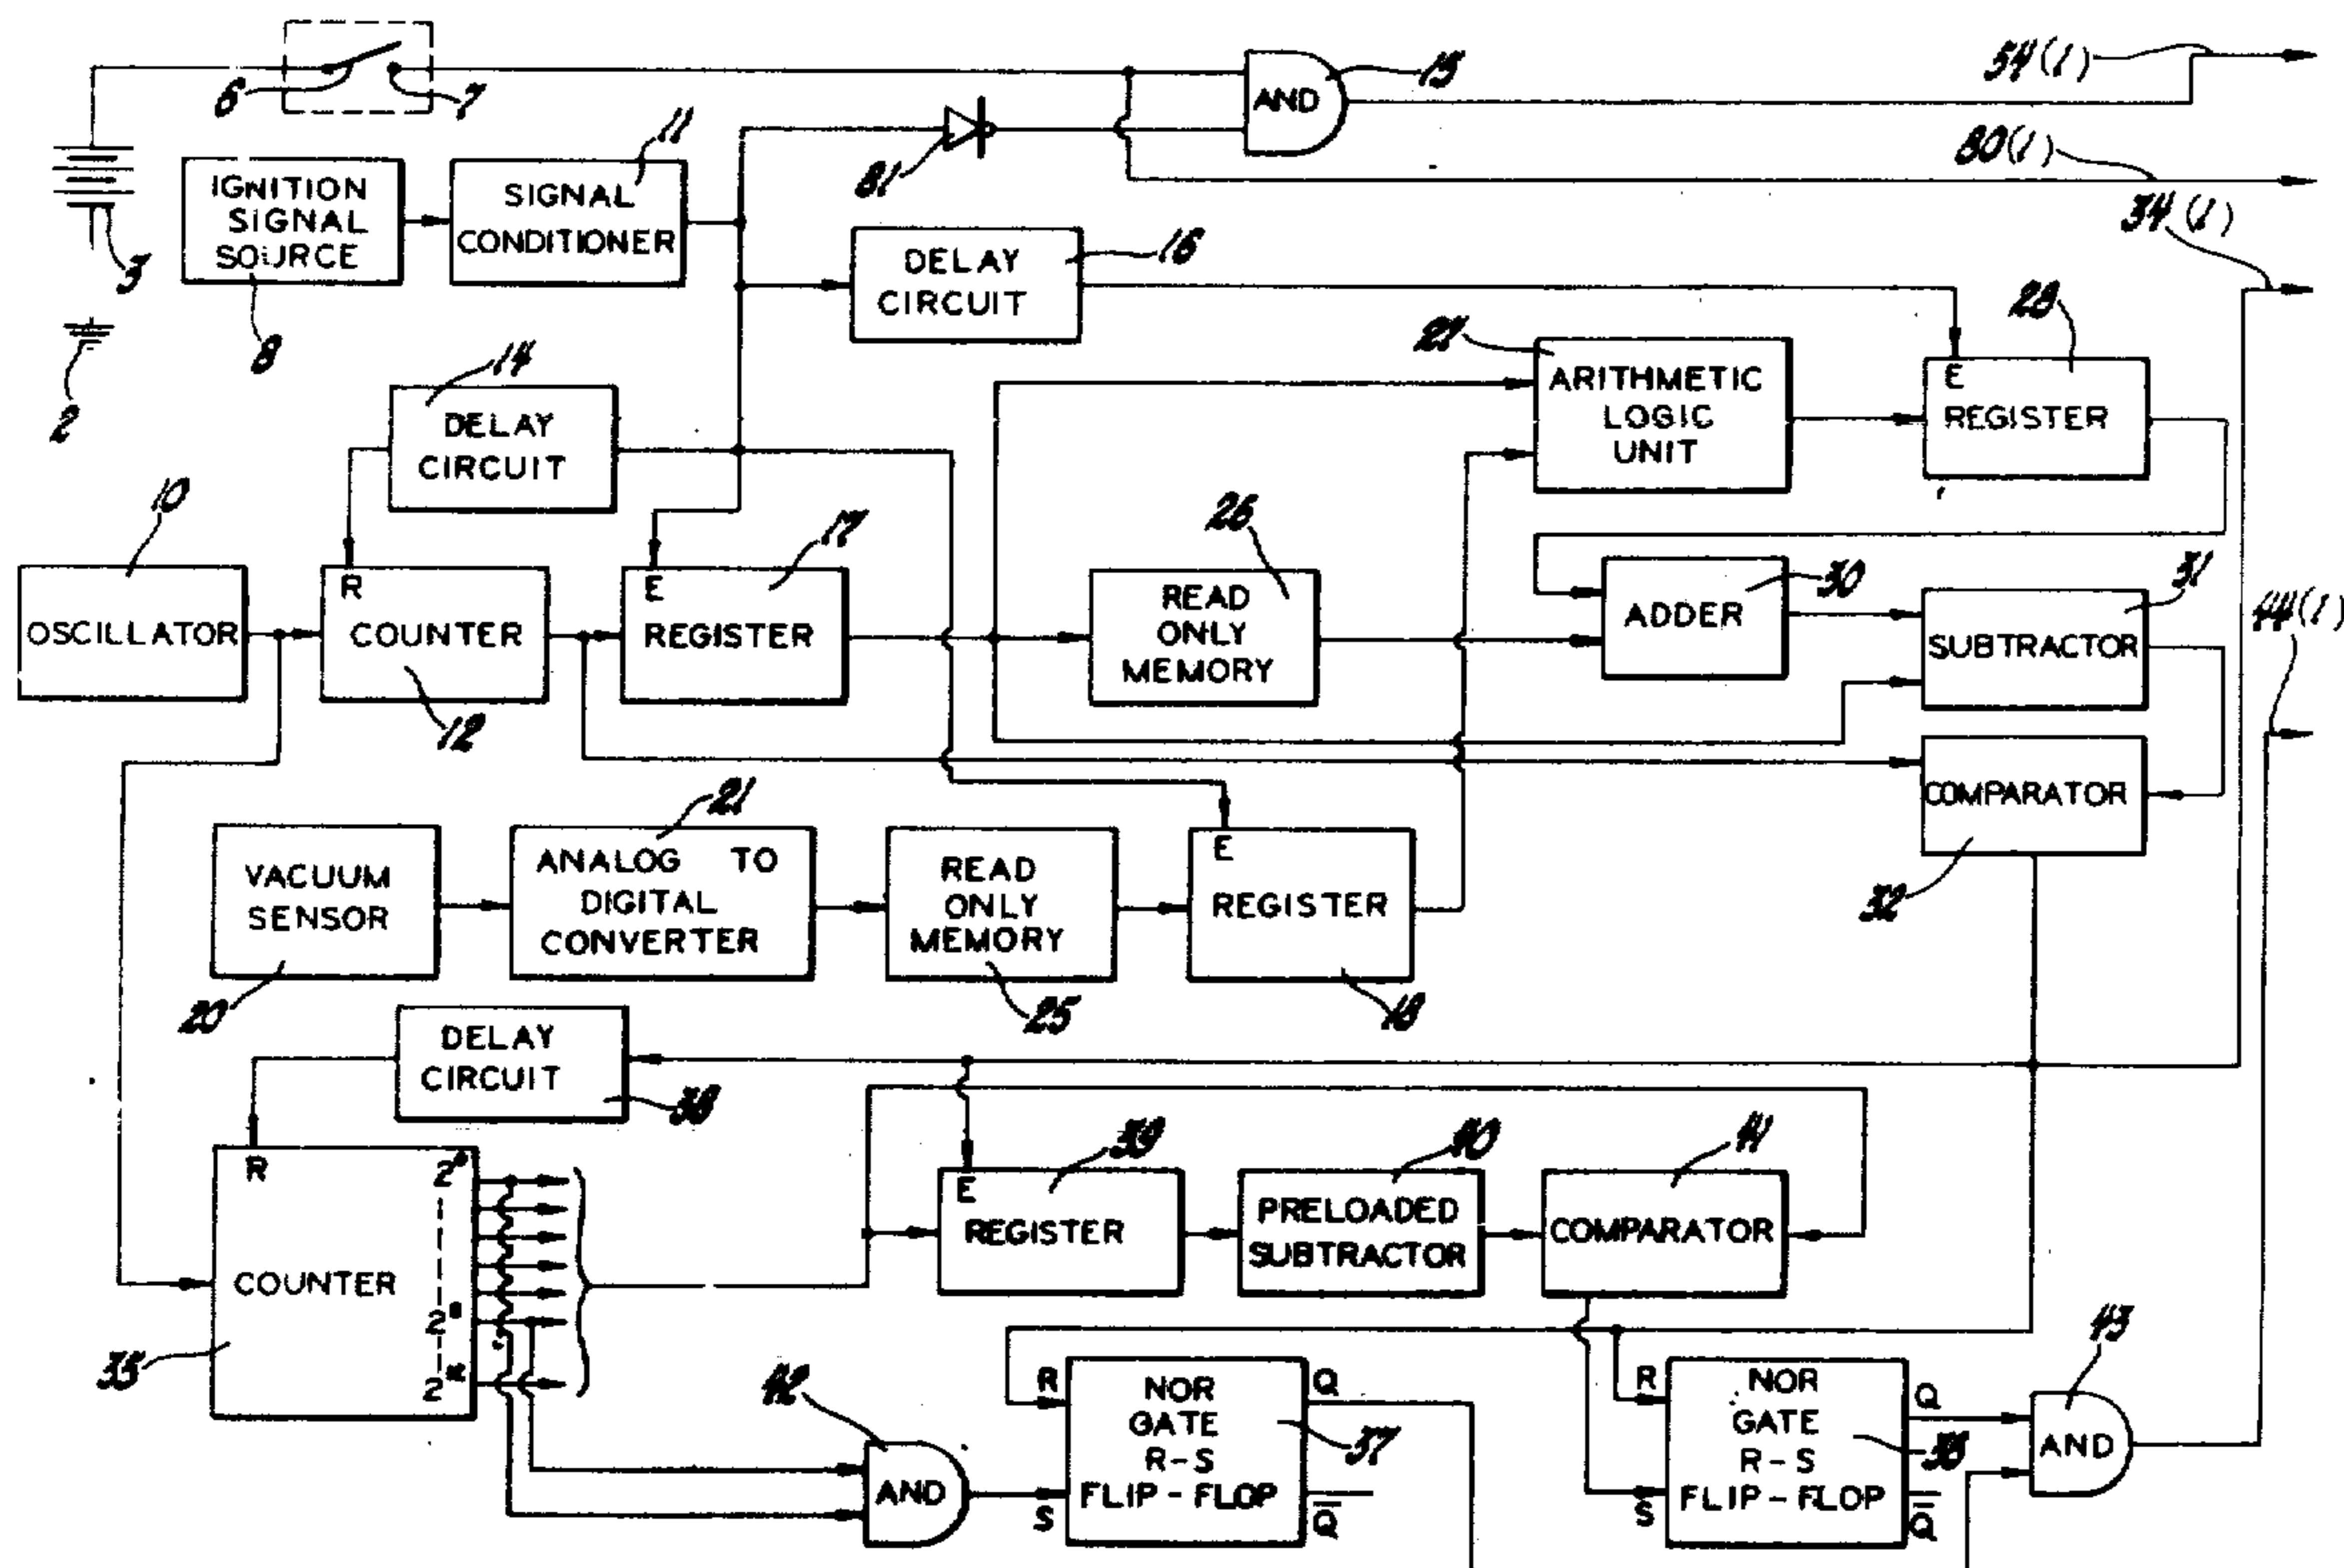 54(1)
15
AND
6
7
80(1)
11
81
34(1)
IGNITION
SIGNAL
SOURCE
SIGNAL
CONDITIONER
3
8
2
DELAY
CIRCUIT
16
28
14
DELAY
CIRCUIT
ARITHMETIC
LOGIC
UNIT
E
REGISTER
10
17
26
30
31
44(1)
OSCILLATOR
R
COUNTER
12
E
REGISTER
READ
ONLY
MEMORY
ADDER
SUBTRACTOR
COMPARATOR
32
21
VACUUM
SENSOR
20
ANALOG TO
DIGITAL
CONVERTER
READ
ONLY
MEMORY
25
E
REGISTER
18
DELAY
CIRCUIT
38
39
40
41
R
COUNTER
35
E
REGISTER
PRELOADED
SUBTRACTOR
COMPARATOR
42
AND
R
S
NOR
GATE
R-S
FLIP-FLOP
Q
Q̅
37
R
S
NOR
GATE
R-S
FLIP-FLOP
Q
Q̅
43
AND